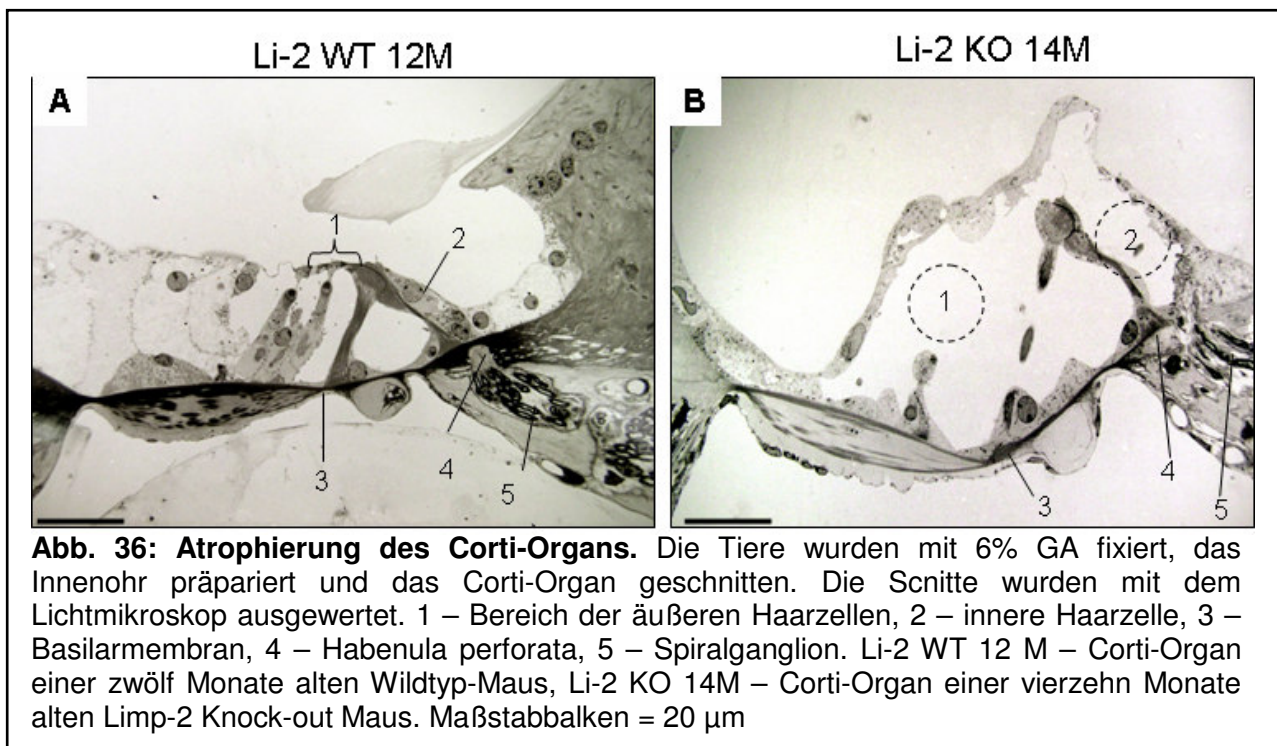 Li-2 WT 12M
Li-2 KO 14M
A
1
2
3
4
5
B
1
2
3
4
5
Abb. 36: Atrophierung des Corti-Organs. Die Tiere wurden mit 6% GA fixiert, das
Innenohr präpariert und das Corti-Organ geschnitten. Die Scnitte wurden mit dem
Lichtmikroskop ausgewertet. 1 – Bereich der äußeren Haarzellen, 2 – innere Haarzelle, 3 –
Basilarmembran, 4 – Habenula perforata, 5 – Spiralganglion. Li-2 WT 12 M – Corti-Organ
einer zwölf Monate alten Wildtyp-Maus, Li-2 KO 14M – Corti-Organ einer vierzehn Monate
alten Limp-2 Knock-out Maus. Maßstabbalken = 20 µm